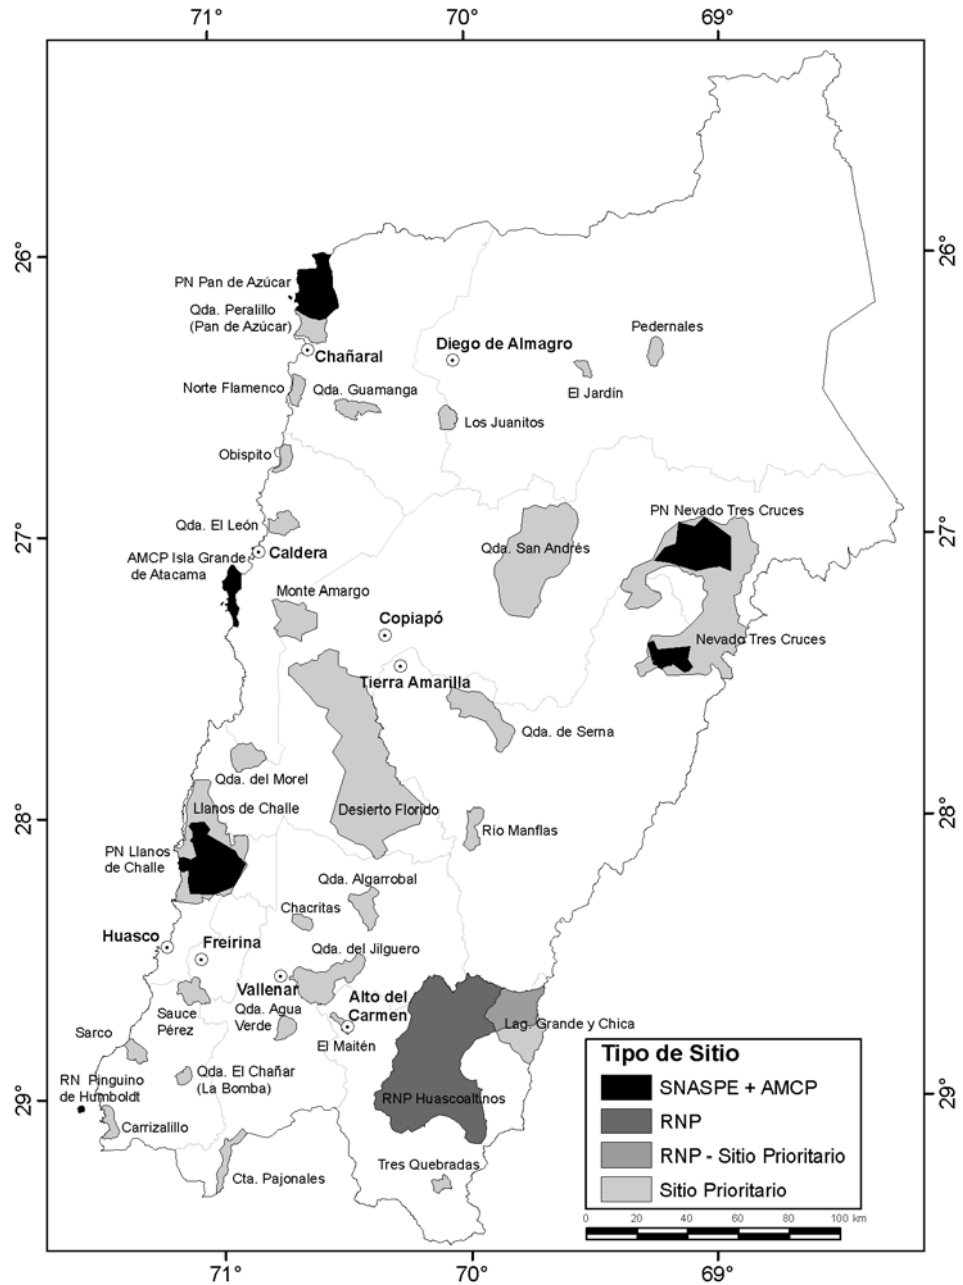 71°
70°
69°
26°
26°
PN Pan de Azúcar
Qda. Peralillo
(Pan de Azúcar)
Chañaral
Diego de Almagro
Pedernales
El Jardín
Norte Flamenco
Qda. Guamanga
Los Juanitos
Obispito
Qda. El León
27°
27°
Caldera
AMCP Isla Grande
de Atacama
PN Nevado Tres Cruces
Qda. San Andrés
Monte Amargo
Copiapó
Nevado Tres Cruces
Tierra Amarilla
Qda. de Serna
Qda. del Morel
Llanos de Challe
Desierto Florido
28°
28°
Río Manflas
PN Llanos
de Challe
Qda. Algarrobal
Chacritas
Huasco
Freirina
Qda. del Jilguero
Vallenar
Alto del
Carmen
Sauce
Pérez
Qda. Agua
Verde
El Maitén
Lag. Grande y Chica
Sarco
Qda. El Chañar
(La Bomba)
RN Pinguino
de Humboldt
29°
29°
RNP Huascoaltinos
Carrizalillo
Cta. Pajonales
Tres Quebradas
Tipo de Sitio
SNASPE + AMCP
RNP
RNP - Sitio Prioritario
Sitio Prioritario
0 20 40 60 80 100 km
71°
70°
69°